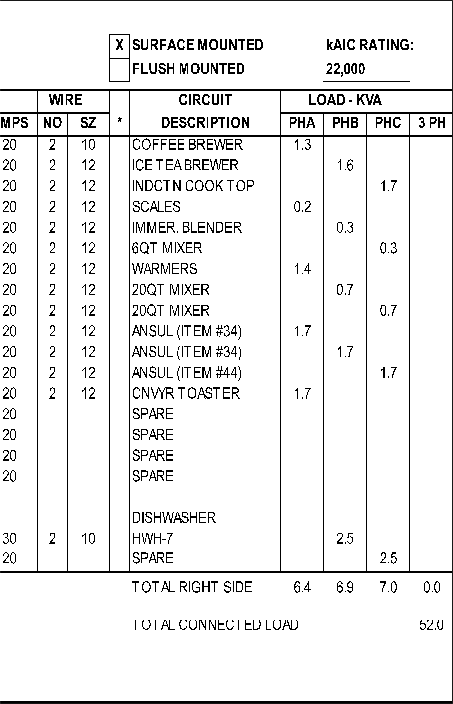 X SURFACE MOUNTED kAIC RATING:
FLUSH MOUNTED 22,000
WIRE CIRCUIT LOAD - KVA
MPS NO SZ * DESCRIPTION PHA PHB PHC 3 PH
20 2 10 COFFEE BREWER 1.3
20 2 12 ICE TEA BREWER 1.6
20 2 12 INDCTN COOK TOP 1.7
20 2 12 SCALES 0.2
20 2 12 IMMER. BLENDER 0.3
20 2 12 6QT MIXER 0.3
20 2 12 WARMERS 1.4
20 2 12 20QT MIXER 0.7
20 2 12 20QT MIXER 0.7
20 2 12 ANSUL (ITEM #34) 1.7
20 2 12 ANSUL (ITEM #34) 1.7
20 2 12 ANSUL (ITEM #44) 1.7
20 2 12 CNVYR TOASTER 1.7
20 SPARE
20 SPARE
20 SPARE
20 SPARE
DISHWASHER
30 2 10 HWH-7 2.5
20 SPARE 2.5
TOTAL RIGHT SIDE 6.4 6.9 7.0 0.0
TOTAL CONNECTED LOAD 52.0